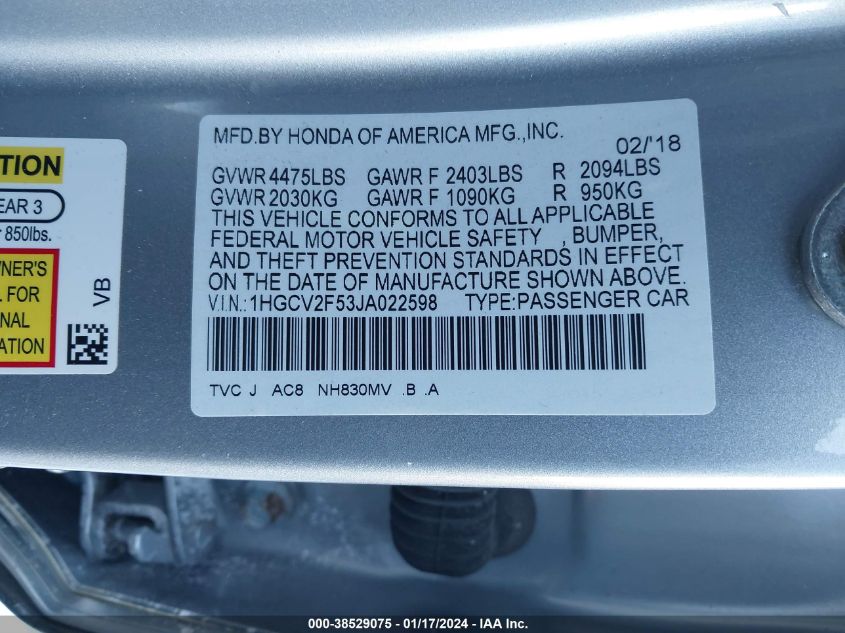 TION
EAR 3
850lbs.
NER'S
FOR
NAL
ATION
VB
MFD.BY HONDA OF AMERICA MFG.,INC.
02/'18
GVWR 4475LBS GAWR F 2403LBS R 2094LBS
GVWR 2030KG GAWR F 1090KG R 950KG
THIS VEHICLE CONFORMS TO ALL APPLICABLE
FEDERAL MOTOR VEHICLE SAFETY , BUMPER,
AND THEFT PREVENTION STANDARDS IN EFFECT
ON THE DATE OF MANUFACTURE SHOWN ABOVE.
V.I.N.:1HGCV2F53JA022598 TYPE:PASSENGER CAR
TVC J AC8 NH830MV .B .A
000-38529075 - 01/17/2024 - IAA Inc.